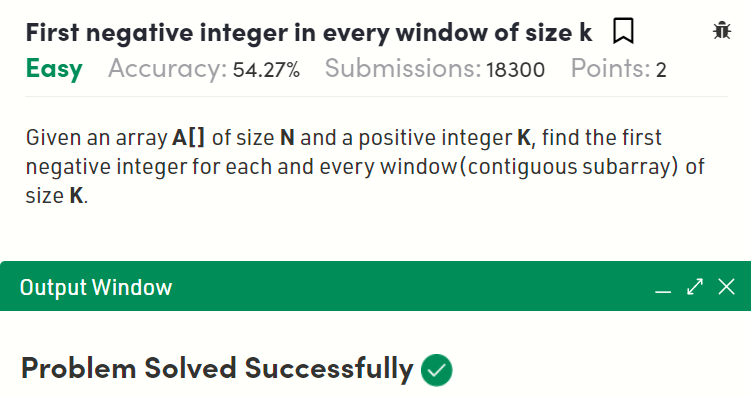 First negative integer in every window of size k
Easy Accuracy: 54.27% Submissions: 18300 Points: 2
Given an array A[] of size N and a positive integer K, find the first
negative integer for each and every window(contiguous subarray) of
size K.
Output Window
Problem Solved Successfully